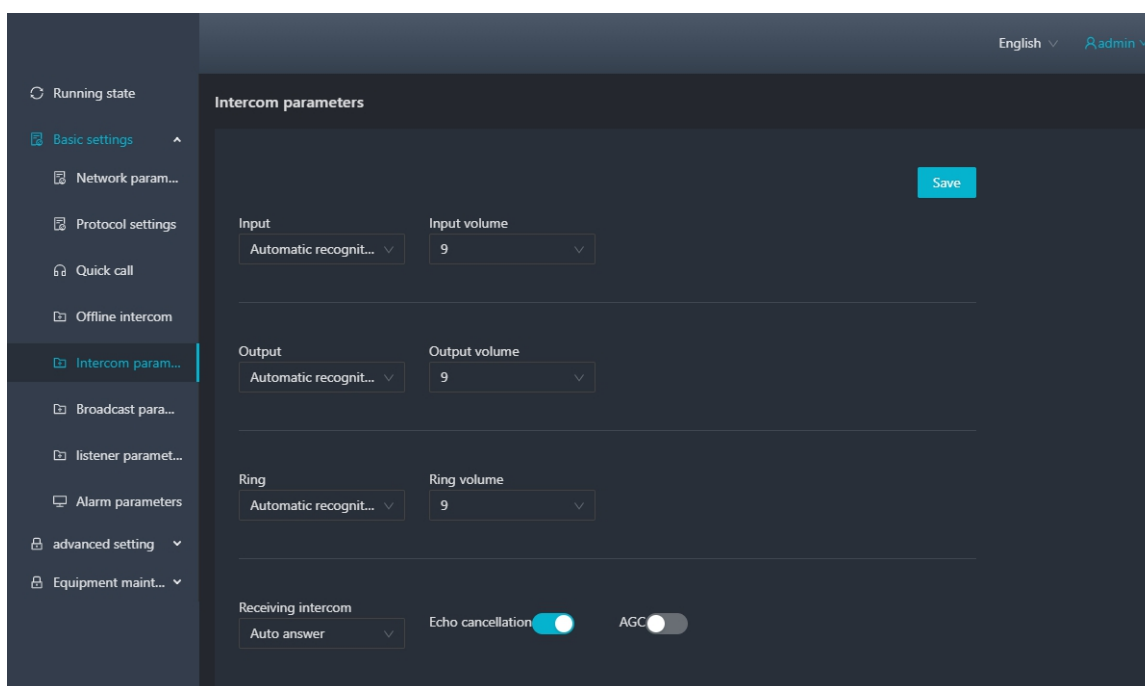 English
admin
Running state
Intercom parameters
Basic settings
Network param...
Save
Protocol settings
Input
Input volume
Automatic recognit...
9
Quick call
Offline intercom
Output
Output volume
Intercom param...
Automatic recognit...
9
Broadcast para...
listener paramet...
Ring
Ring volume
Alarm parameters
Automatic recognit...
9
advanced setting
Equipment maint...
Receiving intercom
Echo cancellation
AGC
Auto answer